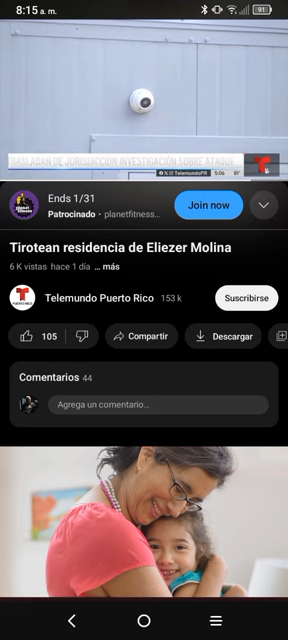 8:15 a. m.
91
TRASLADAN DE JURISDICCIÓN INVESTIGACIÓN SOBRE ATAQUE
TelemundoPR
5:06
Ends 1/31
Patrocinado • planetfitness...
Join now
Tirotean residencia de Eliezer Molina
6 K vistas hace 1 día ... más
Telemundo Puerto Rico 153 k
Suscribirse
105
Compartir
Descargar
Comentarios 44
Agrega un comentario...